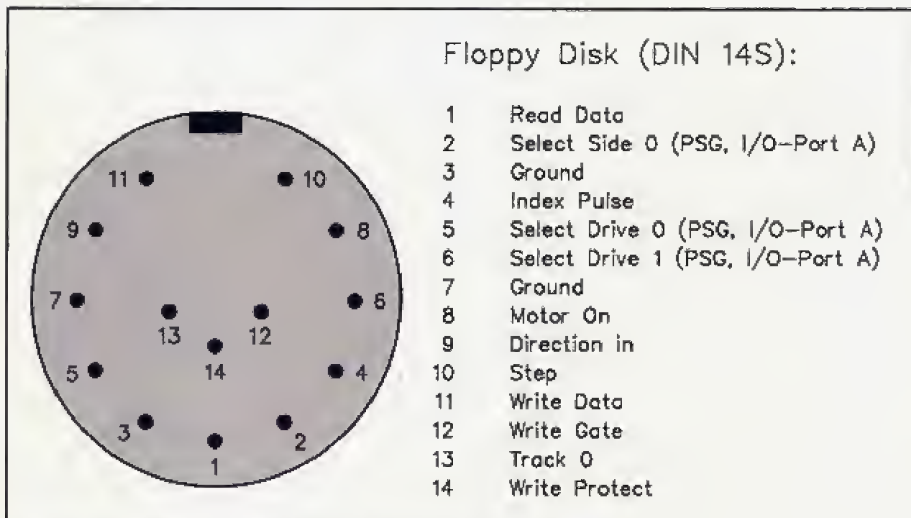 Floppy Disk (DIN 14S):
1 Read Data
2 Select Side 0 (PSG, I/O-Port A)
3 Ground
4 Index Pulse
5 Select Drive 0 (PSG, I/O-Port A)
6 Select Drive 1 (PSG, I/O-Port A)
7 Ground
8 Motor On
9 Direction in
10 Step
11 Write Data
12 Write Gate
13 Track 0
14 Write Protect
11 10
9 8
7 6
13 12
14
5 4
3 2
1